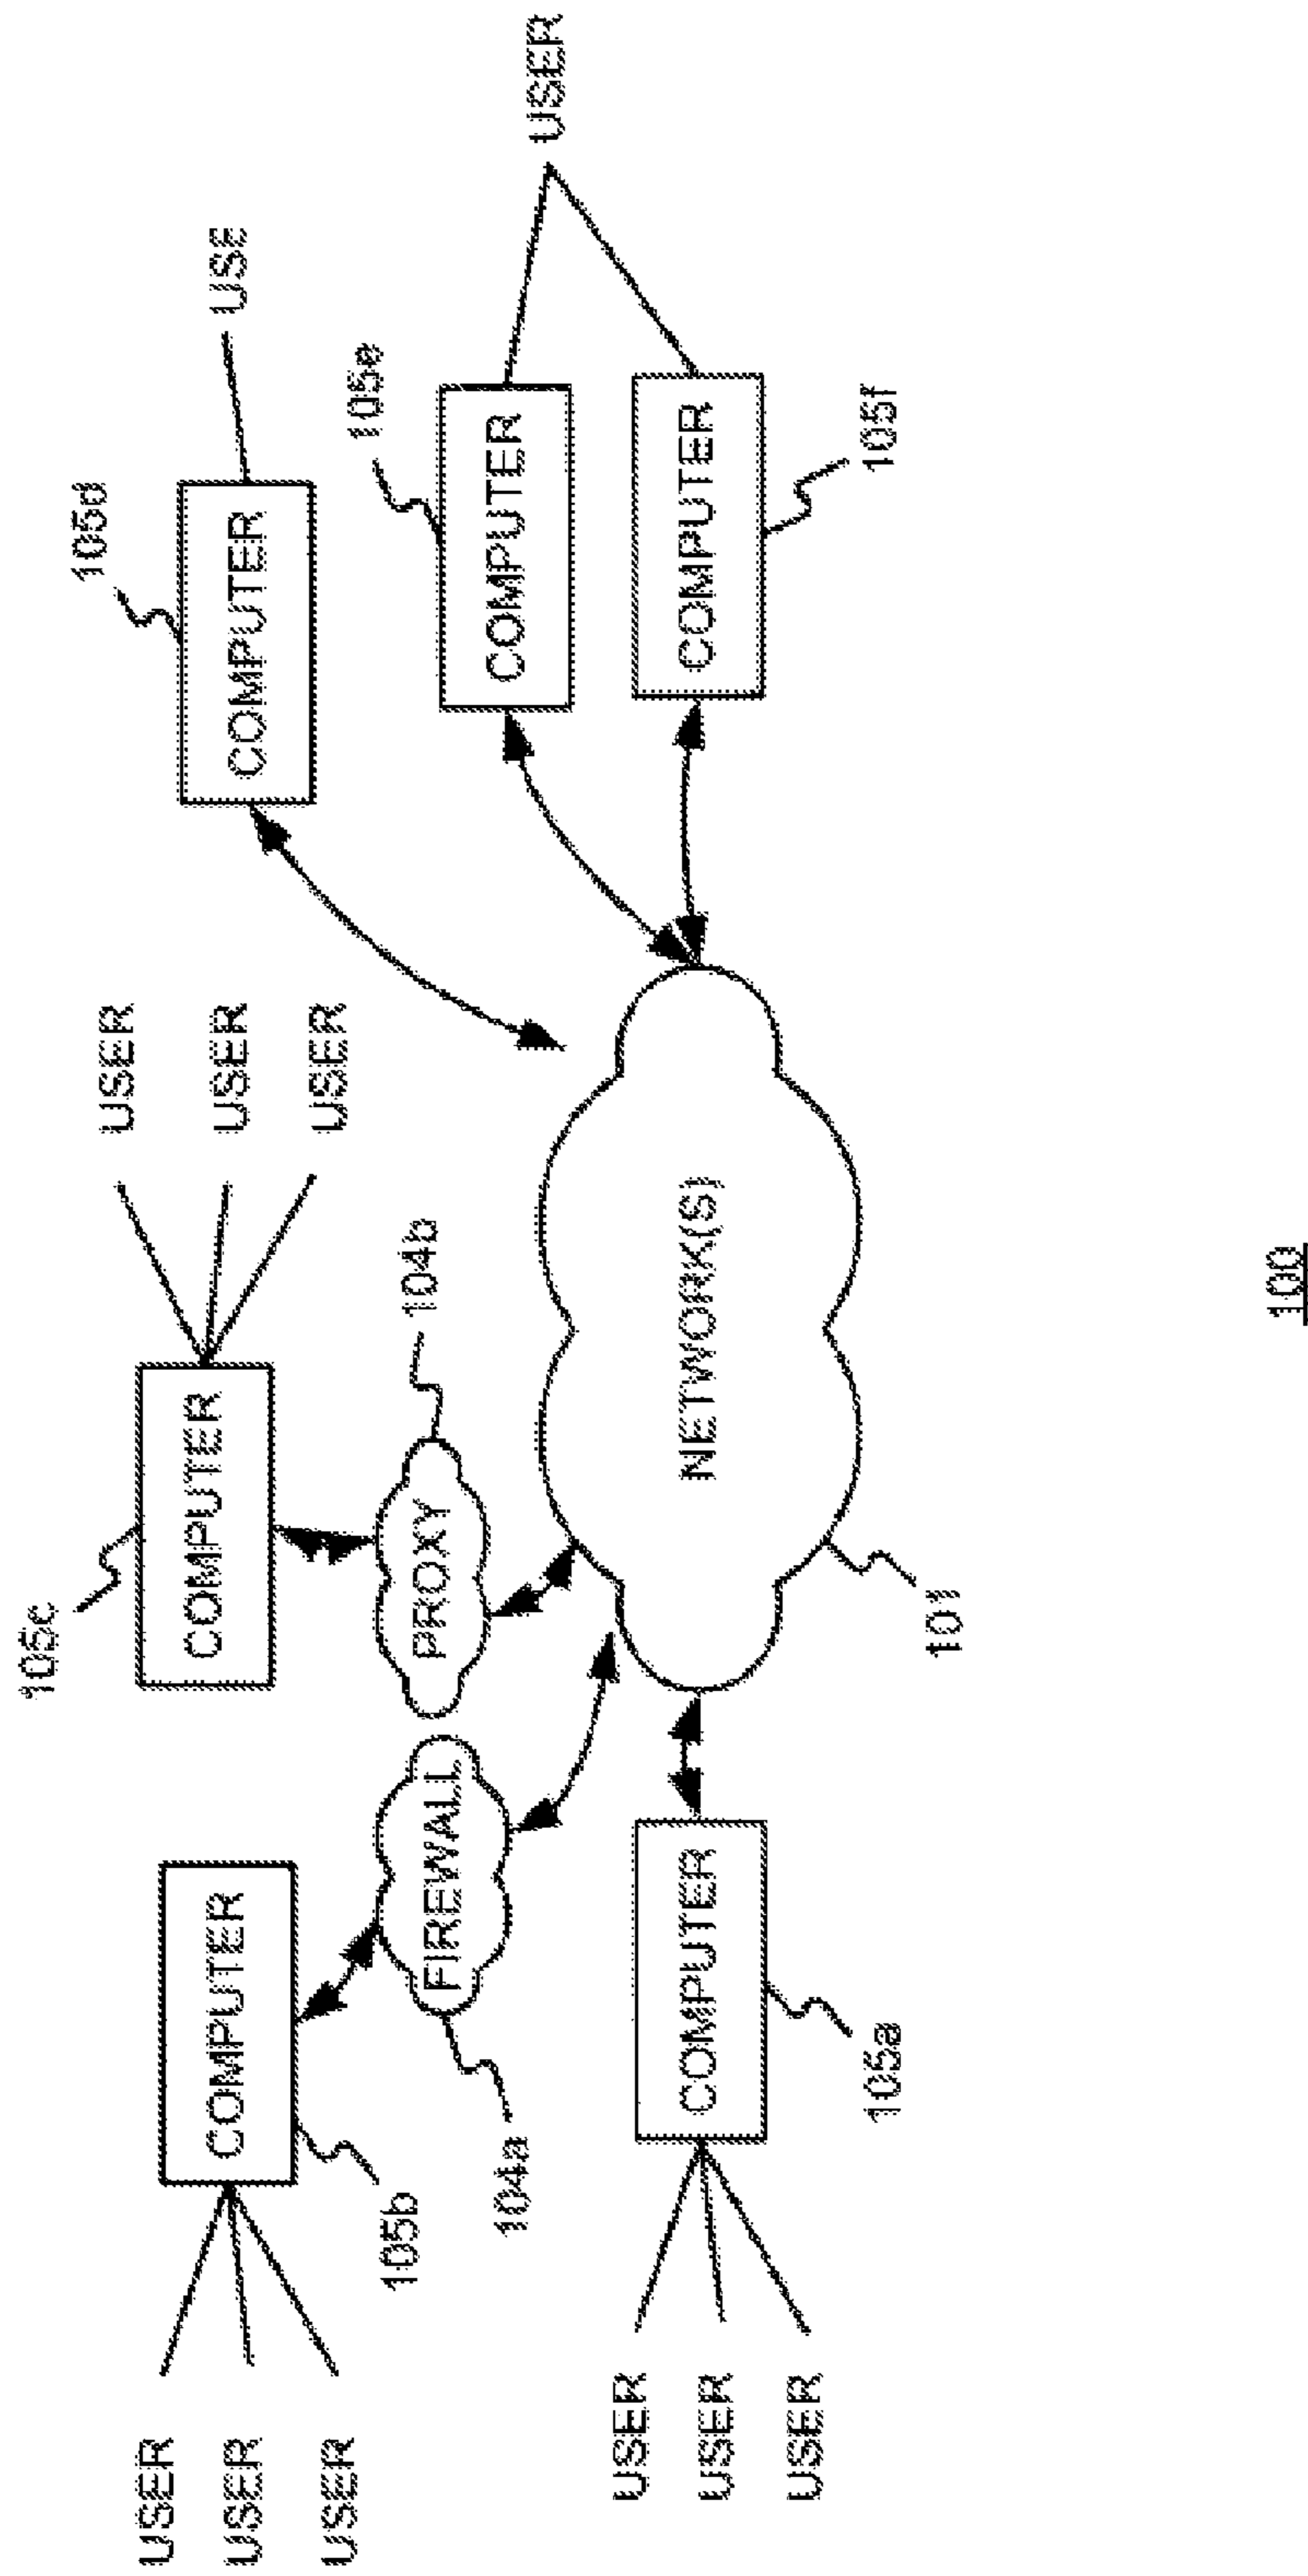 105c
COMPUTER
USER
USER
USER
105d
COMPUTER
USE
COMPUTER
105b
USER
USER
USER
FIREWALL
104a
PROXY
104b
105e
COMPUTER
USER
COMPUTER
105f
NETWORK(S)
101
COMPUTER
105a
USER
USER
USER
100